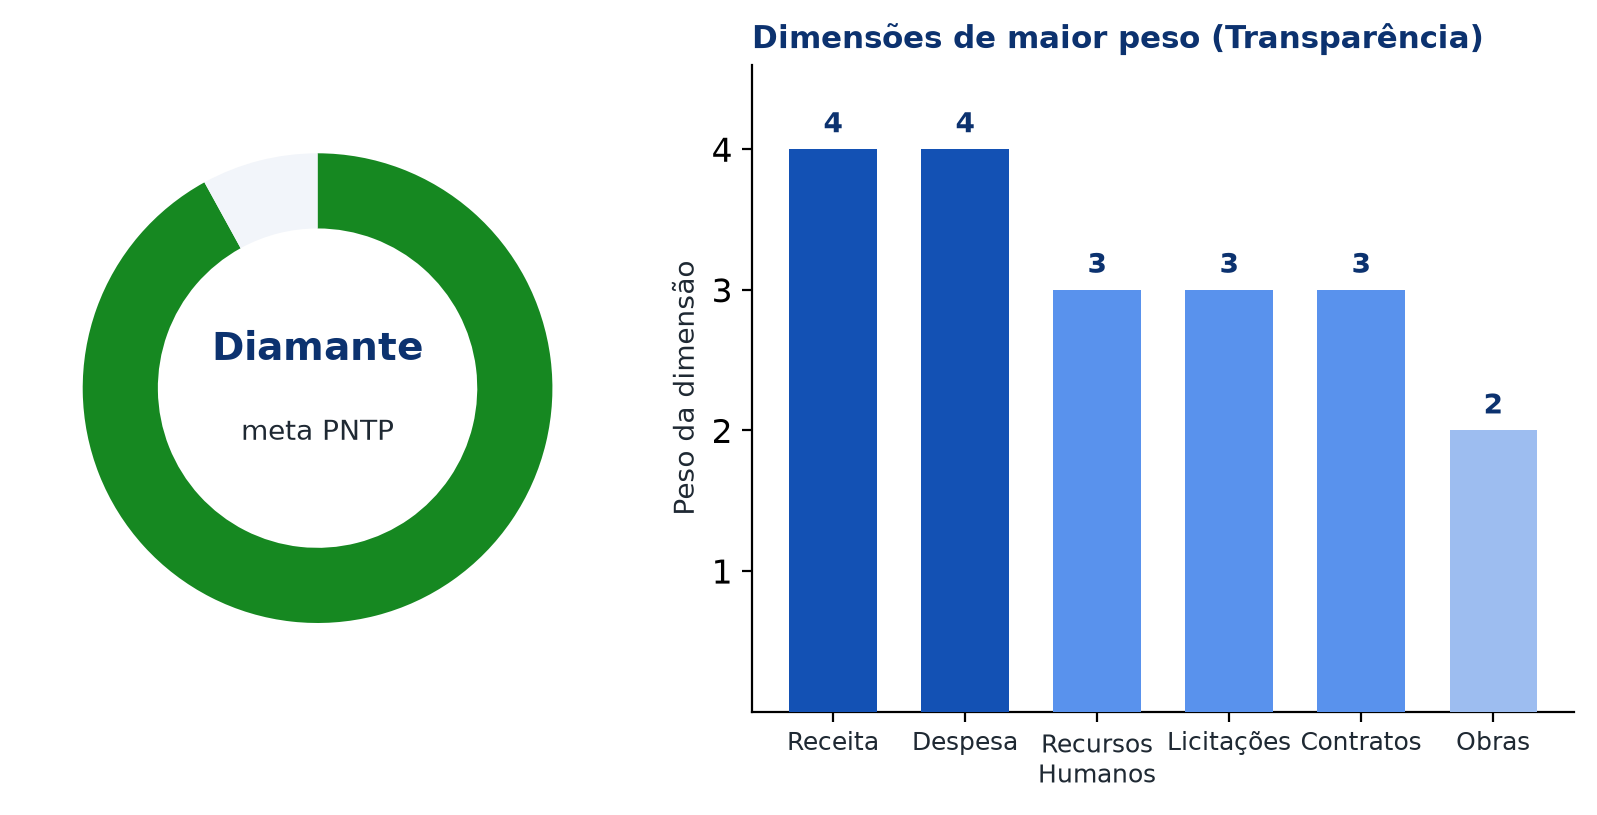 Diamante
meta PNTP
Dimensões de maior peso (Transparência)
Peso da dimensão
4
3
2
1
4
4
3
3
3
2
Receita
Despesa
Recursos
Humanos
Licitações
Contratos
Obras